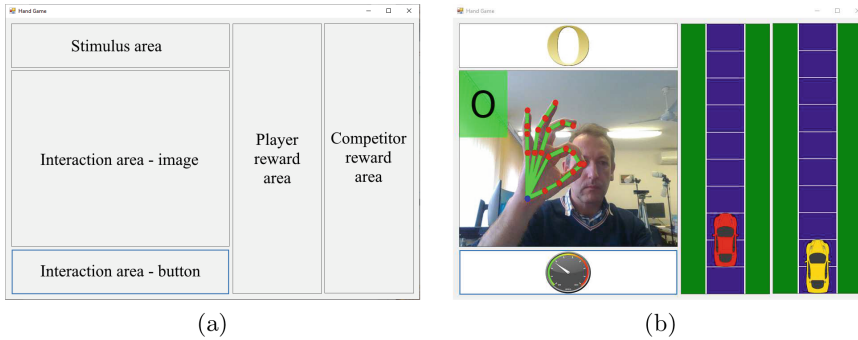 Hand Game
Stimulus area
Interaction area - image
Interaction area - button
Player
reward
area
Competitor
reward
area
(a)
Hand Game
O
O
(b)